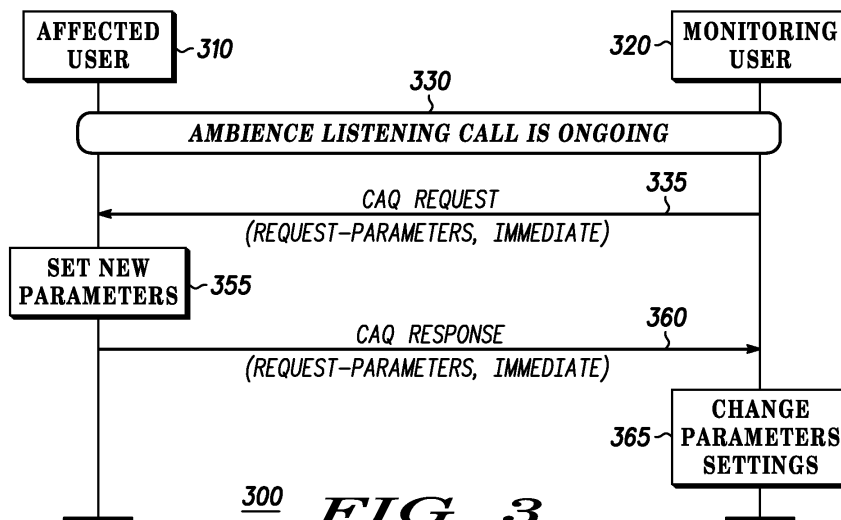 AFFECTED
USER
310
320
MONITORING
USER
330
AMBIENCE LISTENING CALL IS ONGOING
335
CAQ REQUEST
(REQUEST-PARAMETERS, IMMEDIATE)
SET NEW
PARAMETERS
355
360
CAQ RESPONSE
(REQUEST-PARAMETERS, IMMEDIATE)
365
CHANGE
PARAMETERS
SETTINGS
300
FIG. 3